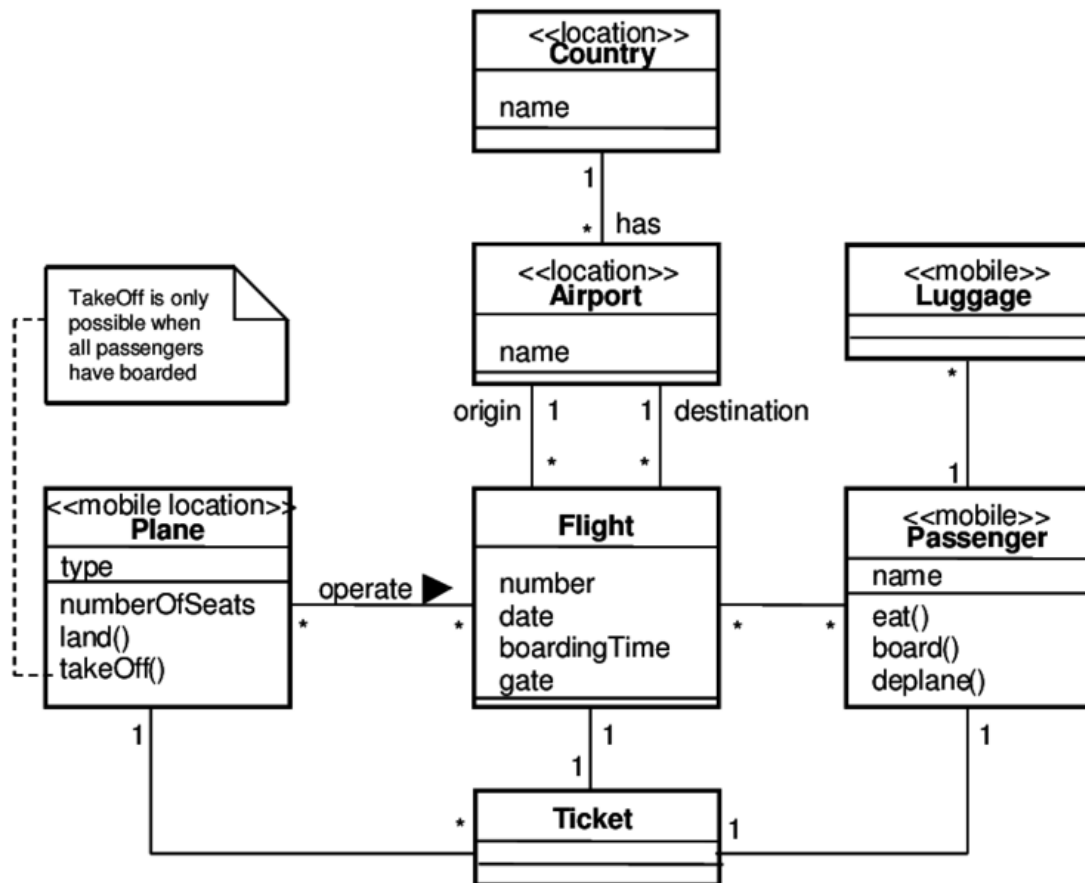 <<location>>
Country
name
1
* has
<<location>>
Airport
name
<<mobile>>
Luggage
TakeOff is only
possible when
all passengers
have boarded
origin 1 1 destination
* *
*
1
<<mobile location>>
Plane
type
numberOfSeats
land()
takeOff()
operate
* *
Flight
number
date
boardingTime
gate
* *
<<mobile>>
Passenger
name
eat()
board()
deplane()
1 1 1
1
* Ticket 1